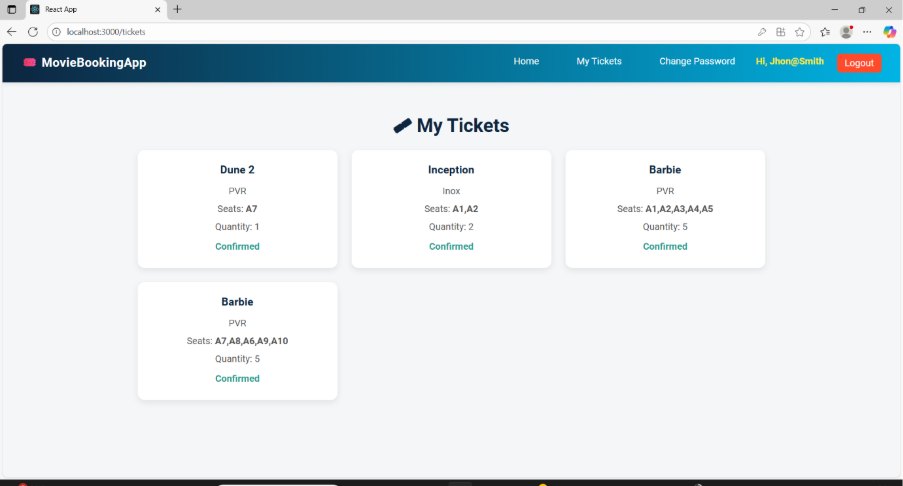 React App
localhost:3000/tickets
MovieBookingApp
Home
My Tickets
Change Password
Hi, Jhon@Smith
Logout
My Tickets
Dune 2
PVR
Seats: A7
Quantity: 1
Confirmed
Inception
Inox
Seats: A1,A2
Quantity: 2
Confirmed
Barbie
PVR
Seats: A1,A2,A3,A4,A5
Quantity: 5
Confirmed
Barbie
PVR
Seats: A7,A8,A6,A9,A10
Quantity: 5
Confirmed